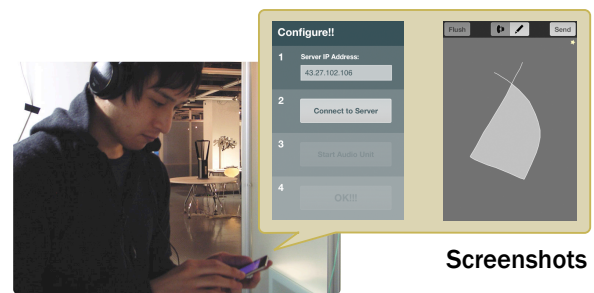 Configure!!
1 Server IP Address:
43.27.102.106
2 Connect to Server
3 Start Audio Unit
4 OK!!!
Flush Send
Screenshots